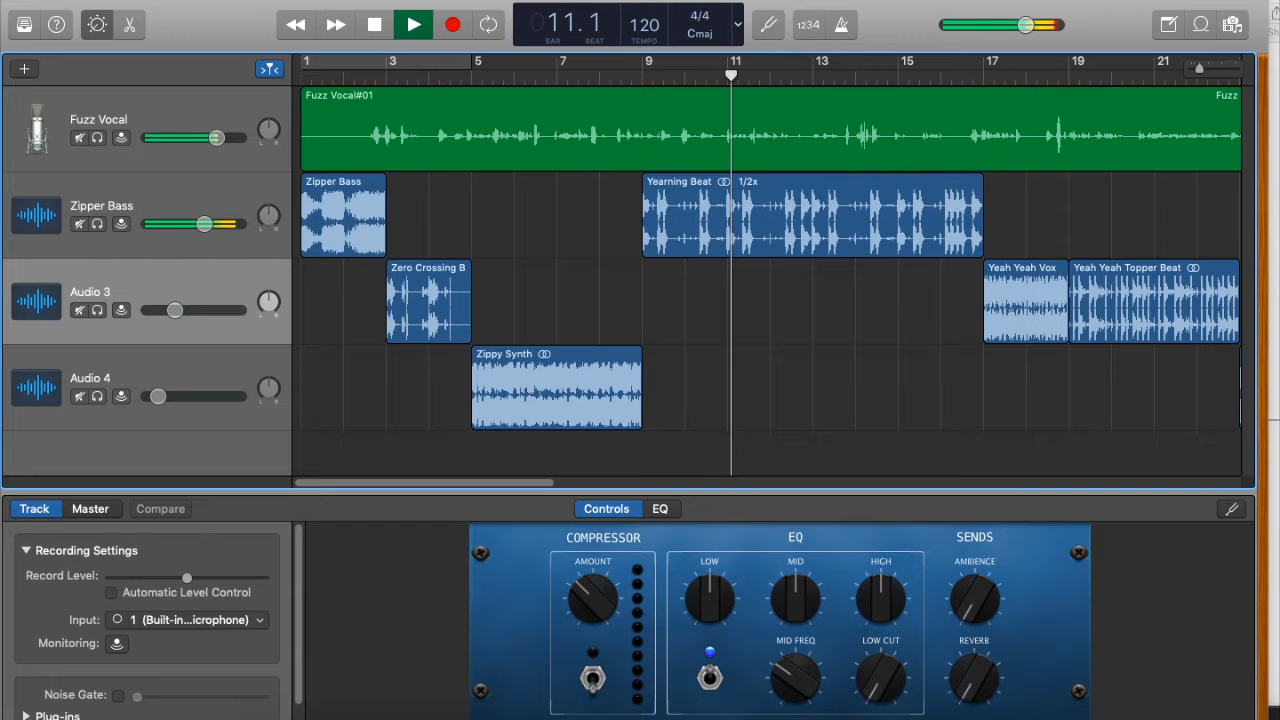 11.1
BAR BEAT
120
TEMPO
4/4
Cmaj
1234
1 3 5 7 9 11 13 15 17 19 21
Fuzz Vocal
Fuzz Vocal#01
Fuzz
Zipper Bass
Zipper Bass
Yearning Beat 1/2x
Audio 3
Zero Crossing B
Yeah Yeah Vox
Yeah Yeah Topper Beat
Audio 4
Zippy Synth
L R
L R
L R
L R
Track Master Compare
Controls EQ
Recording Settings
Record Level:
Automatic Level Control
Input: 1 (Built-in...icrophone)
Monitoring:
Noise Gate:
Plug-ins
COMPRESSOR
AMOUNT
EQ
LOW
MID
HIGH
MID FREQ
LOW CUT
SENDS
AMBIENCE
REVERB